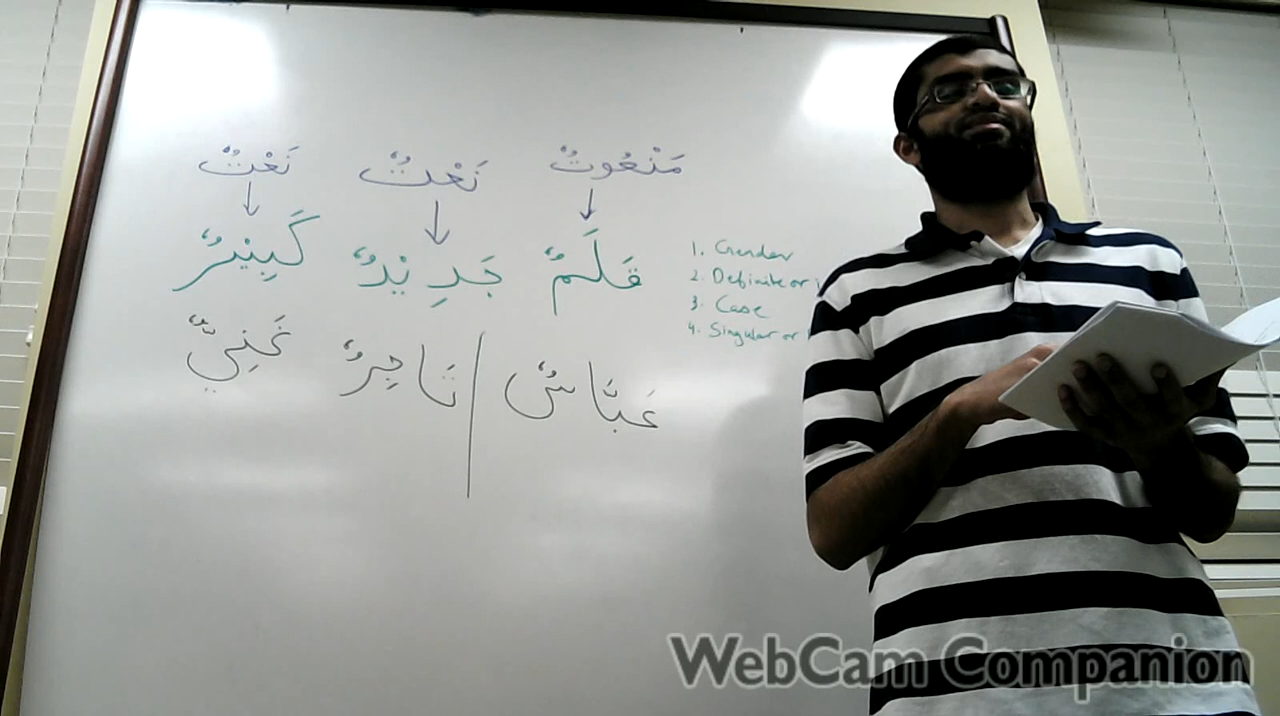 مَنْعُوتٌ نَعْتٌ نَعْتٌ
قَلَمٌ جَدِيْدٌ كَبِيْرٌ
عَبَّاسٌ | تَاجِرٌ غَنِيٌّ
1. Gender
2. Definite or
3. Case
4. Singular or
WebCam Companion